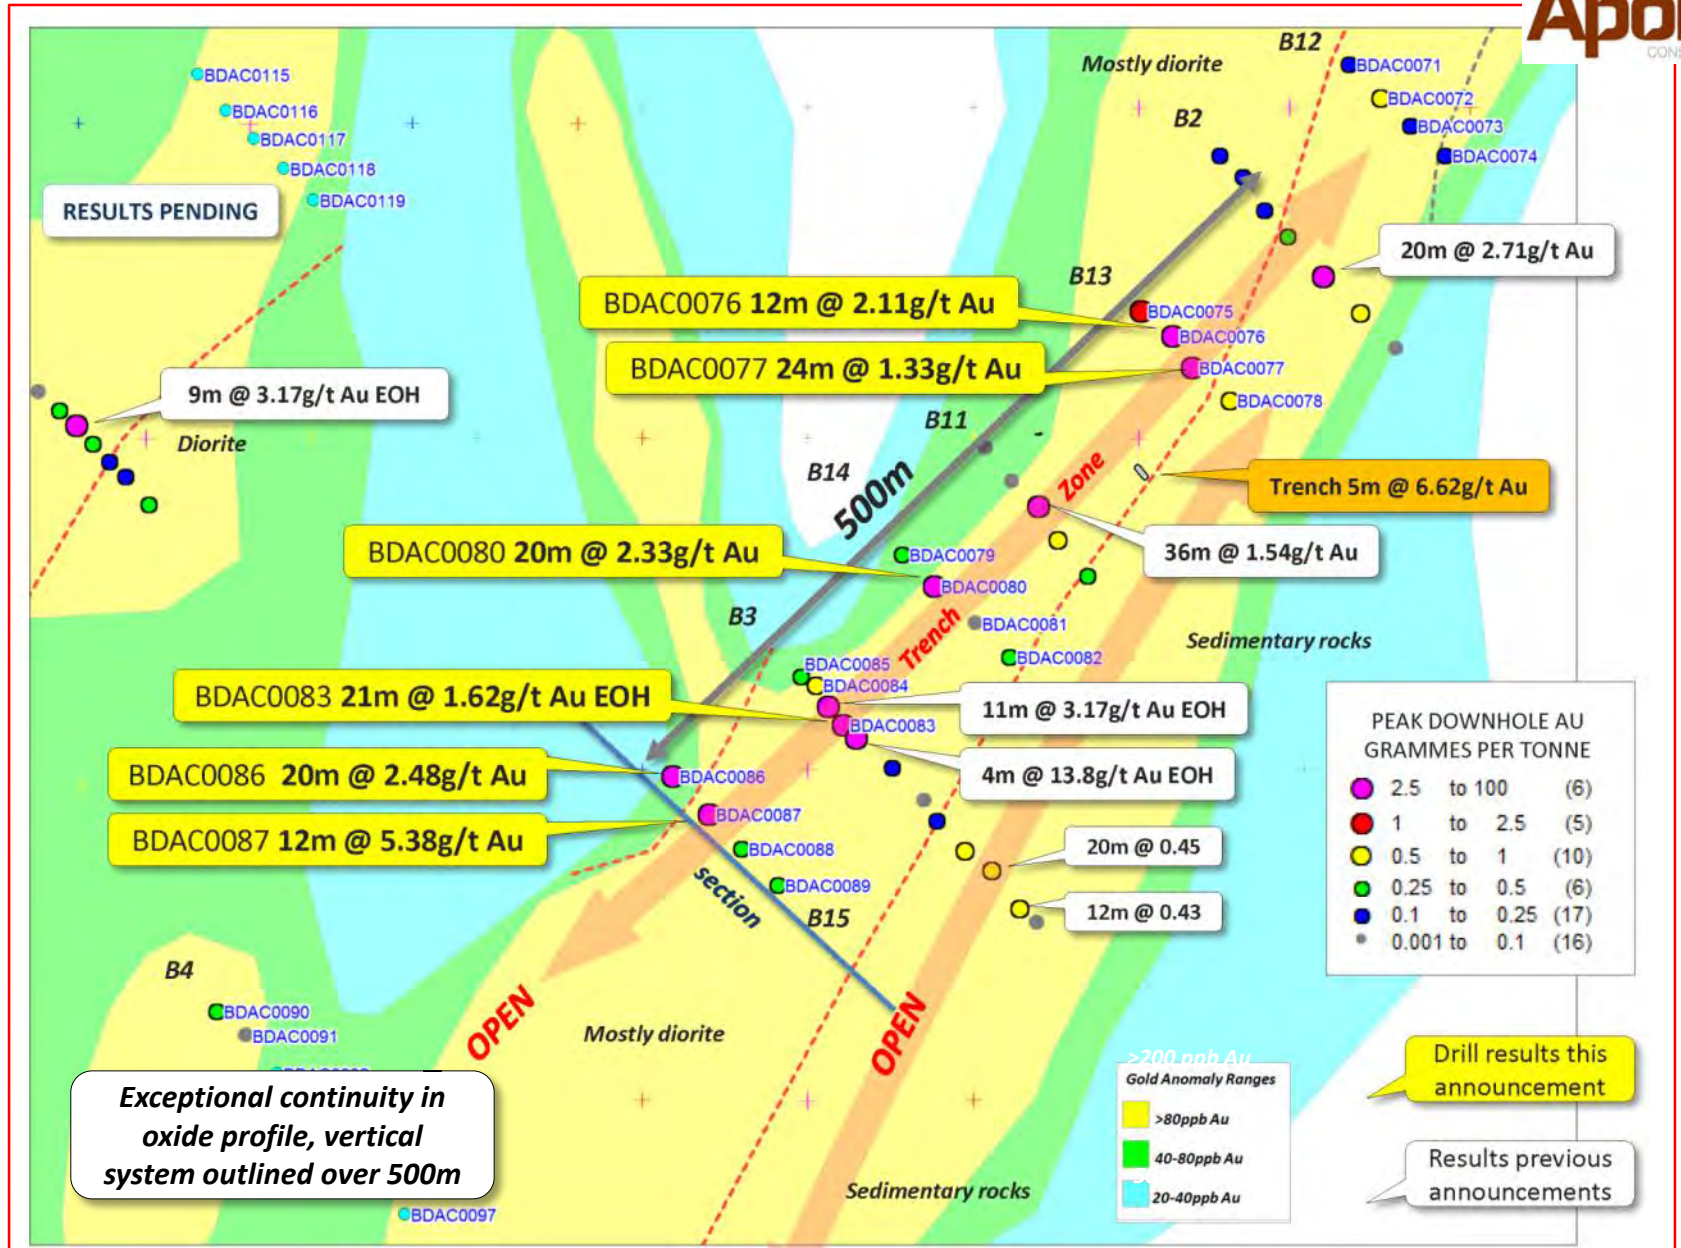 Apol
CONS
B12
Mostly diorite
BDAC0071
BDAC0115
BDAC0072
BDAC0116
B2
BDAC0073
BDAC0117
BDAC0074
BDAC0118
BDAC0119
RESULTS PENDING
20m @ 2.71g/t Au
B13
BDAC0076 12m @ 2.11g/t Au
BDAC0075
BDAC0076
BDAC0077 24m @ 1.33g/t Au
BDAC0077
9m @ 3.17g/t Au EOH
BDAC0078
B11
Diorite
B14
500m
Zone
Trench 5m @ 6.62g/t Au
BDAC0080 20m @ 2.33g/t Au
BDAC0079
36m @ 1.54g/t Au
BDAC0080
B3
BDAC0081
Trench
Sedimentary rocks
BDAC0082
BDAC0085
BDAC0084
BDAC0083 21m @ 1.62g/t Au EOH
11m @ 3.17g/t Au EOH
BDAC0083
BDAC0086 20m @ 2.48g/t Au
BDAC0086
4m @ 13.8g/t Au EOH
BDAC0087
BDAC0087 12m @ 5.38g/t Au
BDAC0088
20m @ 0.45
BDAC0089
section
B15
12m @ 0.43
PEAK DOWNHOLE AU
GRAMMES PER TONNE
2.5 to 100 (6)
1 to 2.5 (5)
0.5 to 1 (10)
0.25 to 0.5 (6)
0.1 to 0.25 (17)
0.001 to 0.1 (16)
B4
BDAC0090
BDAC0091
OPEN
OPEN
Mostly diorite
>200 ppb Au
Gold Anomaly Ranges
>80ppb Au
40-80ppb Au
20-40ppb Au
Drill results this
announcement
Results previous
announcements
Exceptional continuity in
oxide profile, vertical
system outlined over 500m
Sedimentary rocks
BDAC0097